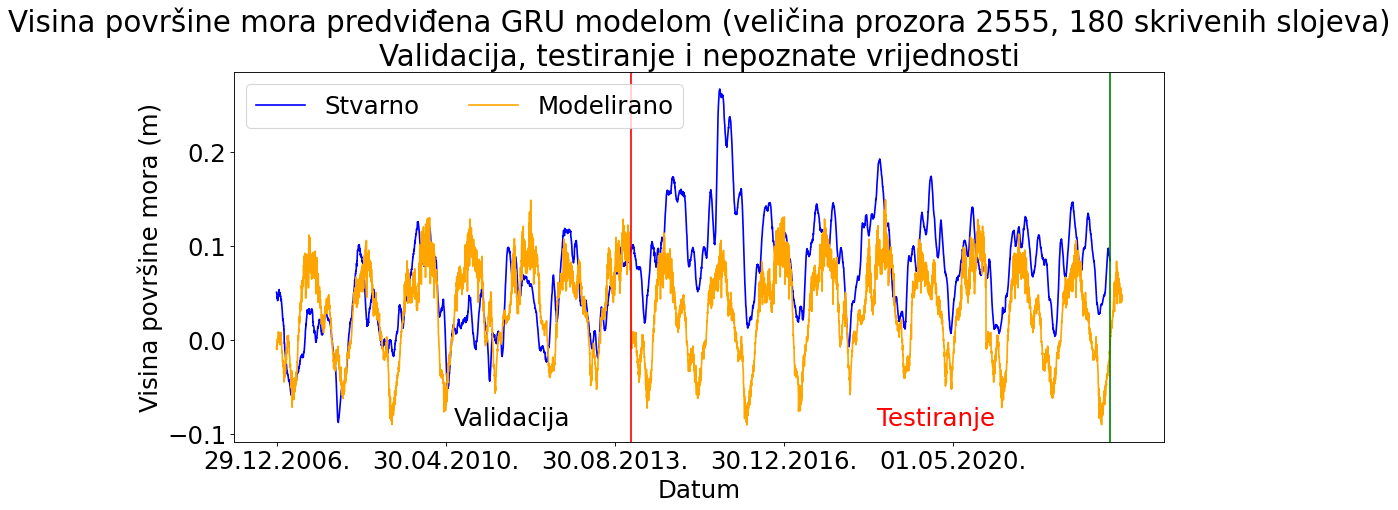 Visina površine mora predviđena GRU modelom (veličina prozora 2555, 180 skrivenih slojeva)
Validacija, testiranje i nepoznate vrijednosti
Stvarno
Modelirano
Visina površine mora (m)
0.2
0.1
0.0
−0.1
Validacija
Testiranje
29.12.2006.
30.04.2010.
30.08.2013.
30.12.2016.
01.05.2020.
Datum